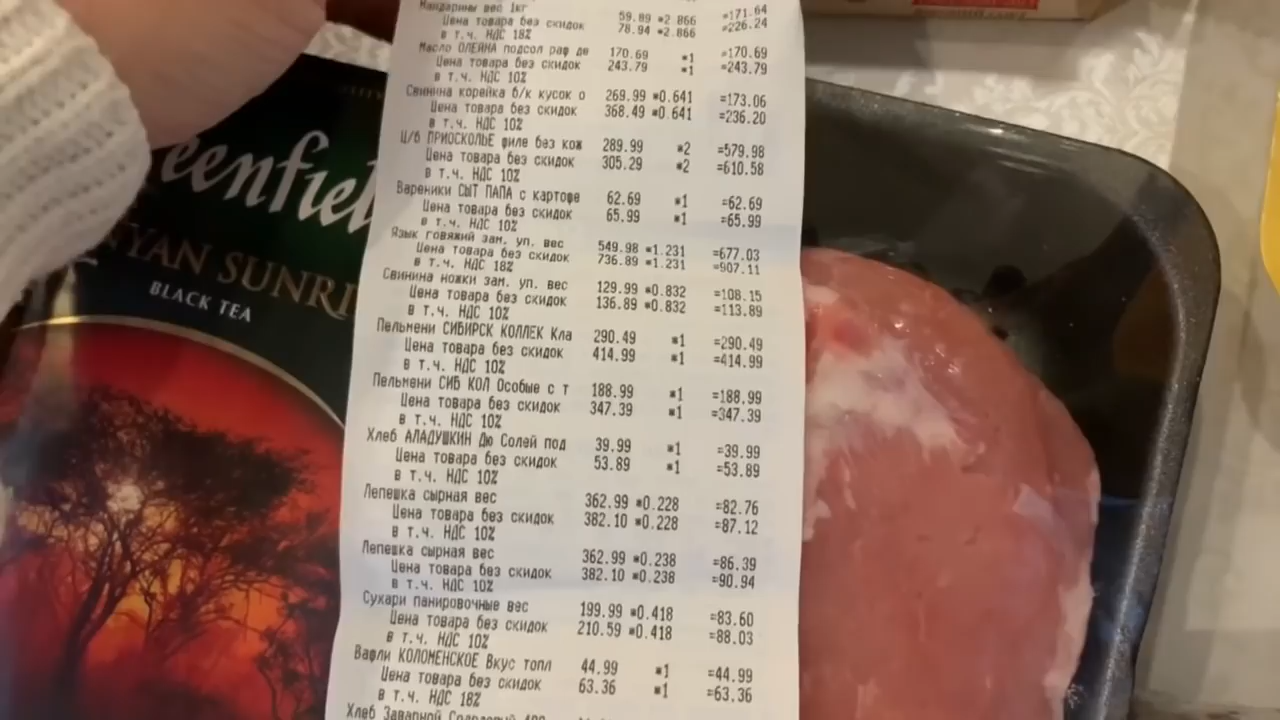 Мандарины вес 1кг 59.89 *2.866 =171.64
Цена товара без скидок 78.94 *2.866 =226.24
в т.ч. НДС 18%
Масло ОЛЕЙНА подсол раф де 170.69 *1 =170.69
Цена товара без скидок 243.79 *1 =243.79
в т.ч. НДС 10%
Свинина корейка б/к кусок о 269.99 *0.641 =173.06
Цена товара без скидок 368.49 *0.641 =236.20
в т.ч. НДС 10%
Ц/б ПРИОСКОЛЬЕ филе без кож 289.99 *2 =579.98
Цена товара без скидок 305.29 *2 =610.58
в т.ч. НДС 10%
Вареники СЫТ ПАПА с картофе 62.69 *1 =62.69
Цена товара без скидок 65.99 *1 =65.99
в т.ч. НДС 10%
Язык говяжий зам. уп. вес 549.98 *1.231 =677.03
Цена товара без скидок 736.89 *1.231 =907.11
в т.ч. НДС 18%
Свинина ножки зам. уп. вес 129.99 *0.832 =108.15
Цена товара без скидок 136.89 *0.832 =113.89
в т.ч. НДС 10%
Пельмени СИБИРСК КОЛЛЕК Кла 290.49 *1 =290.49
Цена товара без скидок 414.99 *1 =414.99
в т.ч. НДС 10%
Пельмени СИБ КОЛ Особые с т 188.99 *1 =188.99
Цена товара без скидок 347.39 *1 =347.39
в т.ч. НДС 10%
Хлеб АЛАДУШКИН Дю Солей под 39.99 *1 =39.99
Цена товара без скидок 53.89 *1 =53.89
в т.ч. НДС 10%
Лепешка сырная вес 362.99 *0.228 =82.76
Цена товара без скидок 382.10 *0.228 =87.12
в т.ч. НДС 10%
Лепешка сырная вес 362.99 *0.238 =86.39
Цена товара без скидок 382.10 *0.238 =90.94
в т.ч. НДС 10%
Сухари панировочные вес 199.99 *0.418 =83.60
Цена товара без скидок 210.59 *0.418 =88.03
в т.ч. НДС 10%
Вафли КОЛОМЕНСКОЕ Вкус топл 44.99 *1 =44.99
Цена товара без скидок 63.36 *1 =63.36
в т.ч. НДС 18%
Хлеб Заварной
eenfiel
NYAN SUNRI
BLACK TEA